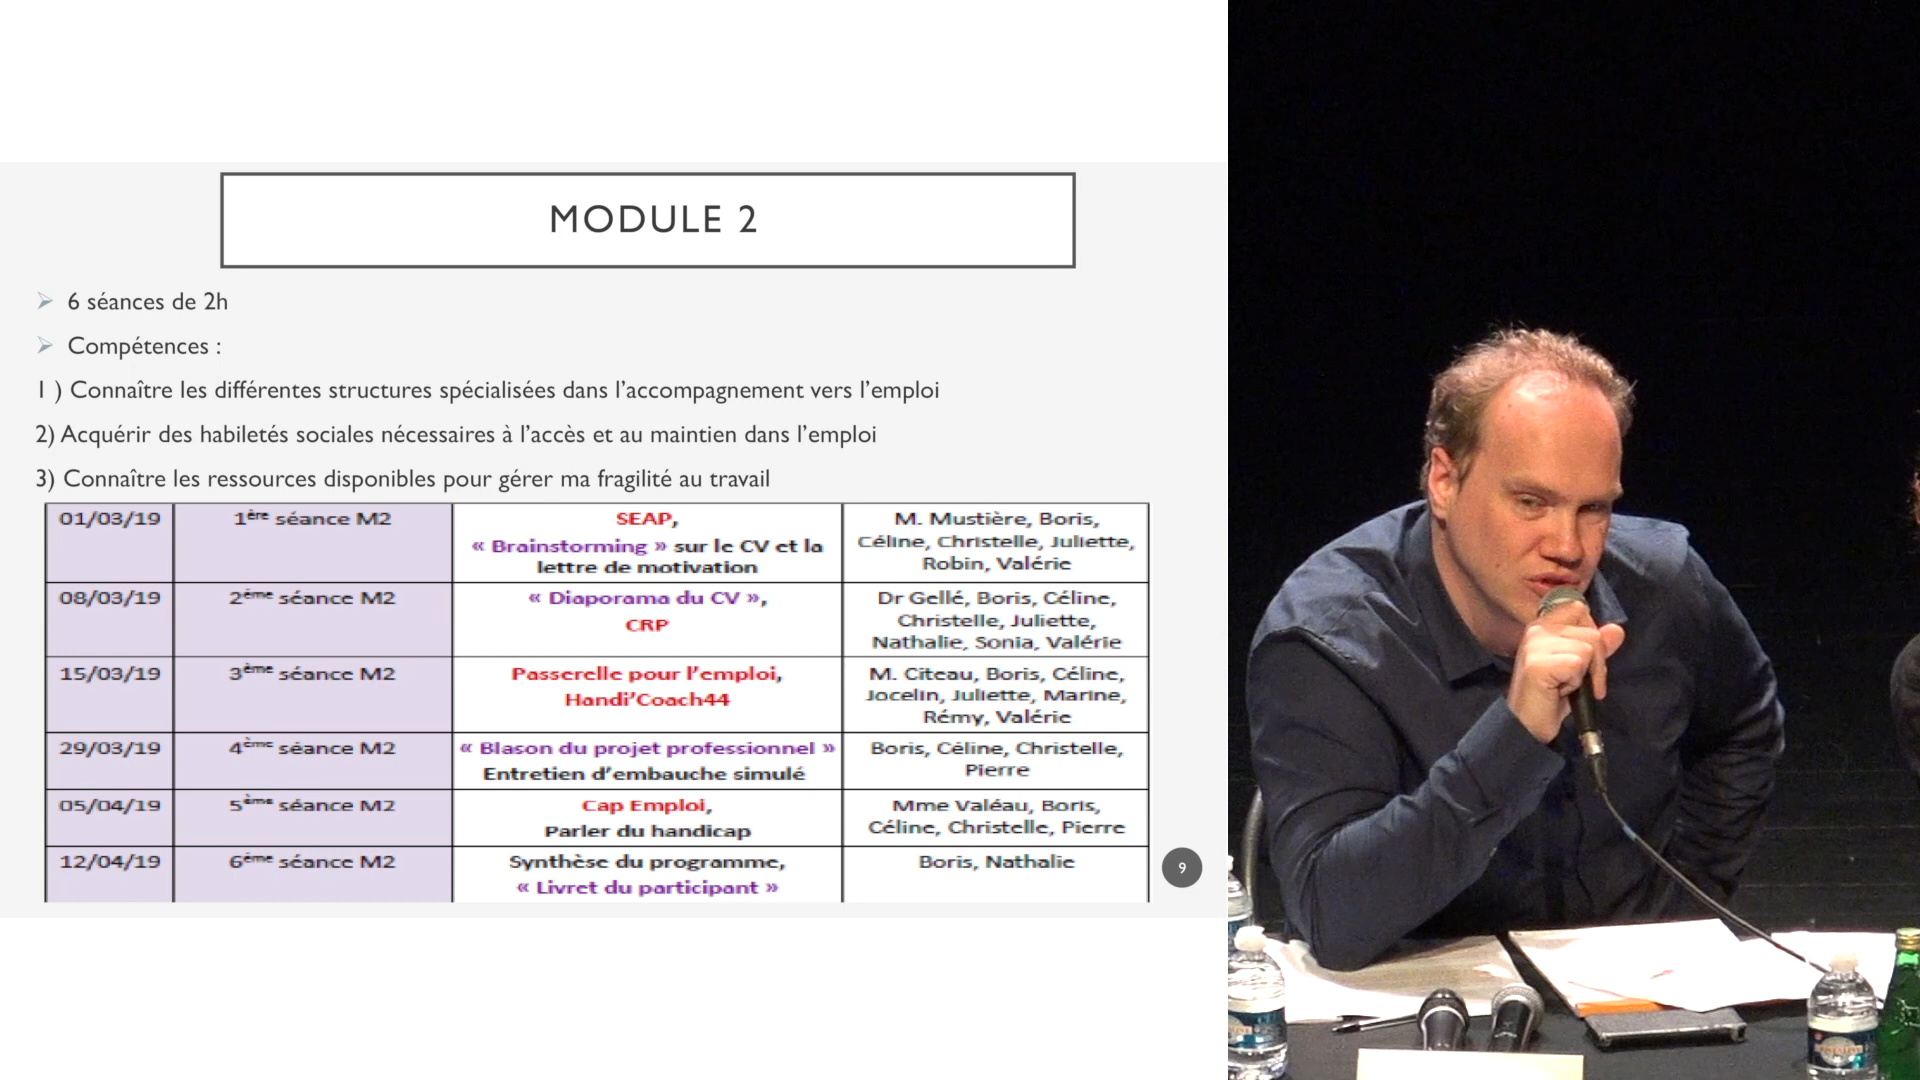 MODULE 2
6 séances de 2h
Compétences :
1 ) Connaître les différentes structures spécialisées dans l’accompagnement vers l’emploi
2) Acquérir des habiletés sociales nécessaires à l’accès et au maintien dans l’emploi
3) Connaître les ressources disponibles pour gérer ma fragilité au travail
01/03/19
1ère séance M2
SEAP,
« Brainstorming » sur le CV et la
lettre de motivation
M. Mustière, Boris,
Céline, Christelle, Juliette,
Robin, Valérie
08/03/19
2ème séance M2
« Diaporama du CV »,
CRP
Dr Gellé, Boris, Céline,
Christelle, Juliette,
Nathalie, Sonia, Valérie
15/03/19
3ème séance M2
Passerelle pour l’emploi,
Handi’Coach44
M. Citeau, Boris, Céline,
Jocelin, Juliette, Marine,
Rémy, Valérie
29/03/19
4ème séance M2
« Blason du projet professionnel »
Entretien d’embauche simulé
Boris, Céline, Christelle,
Pierre
05/04/19
5ème séance M2
Cap Emploi,
Parler du handicap
Mme Valéau, Boris,
Céline, Christelle, Pierre
12/04/19
6ème séance M2
Synthèse du programme,
« Livret du participant »
Boris, Nathalie
9